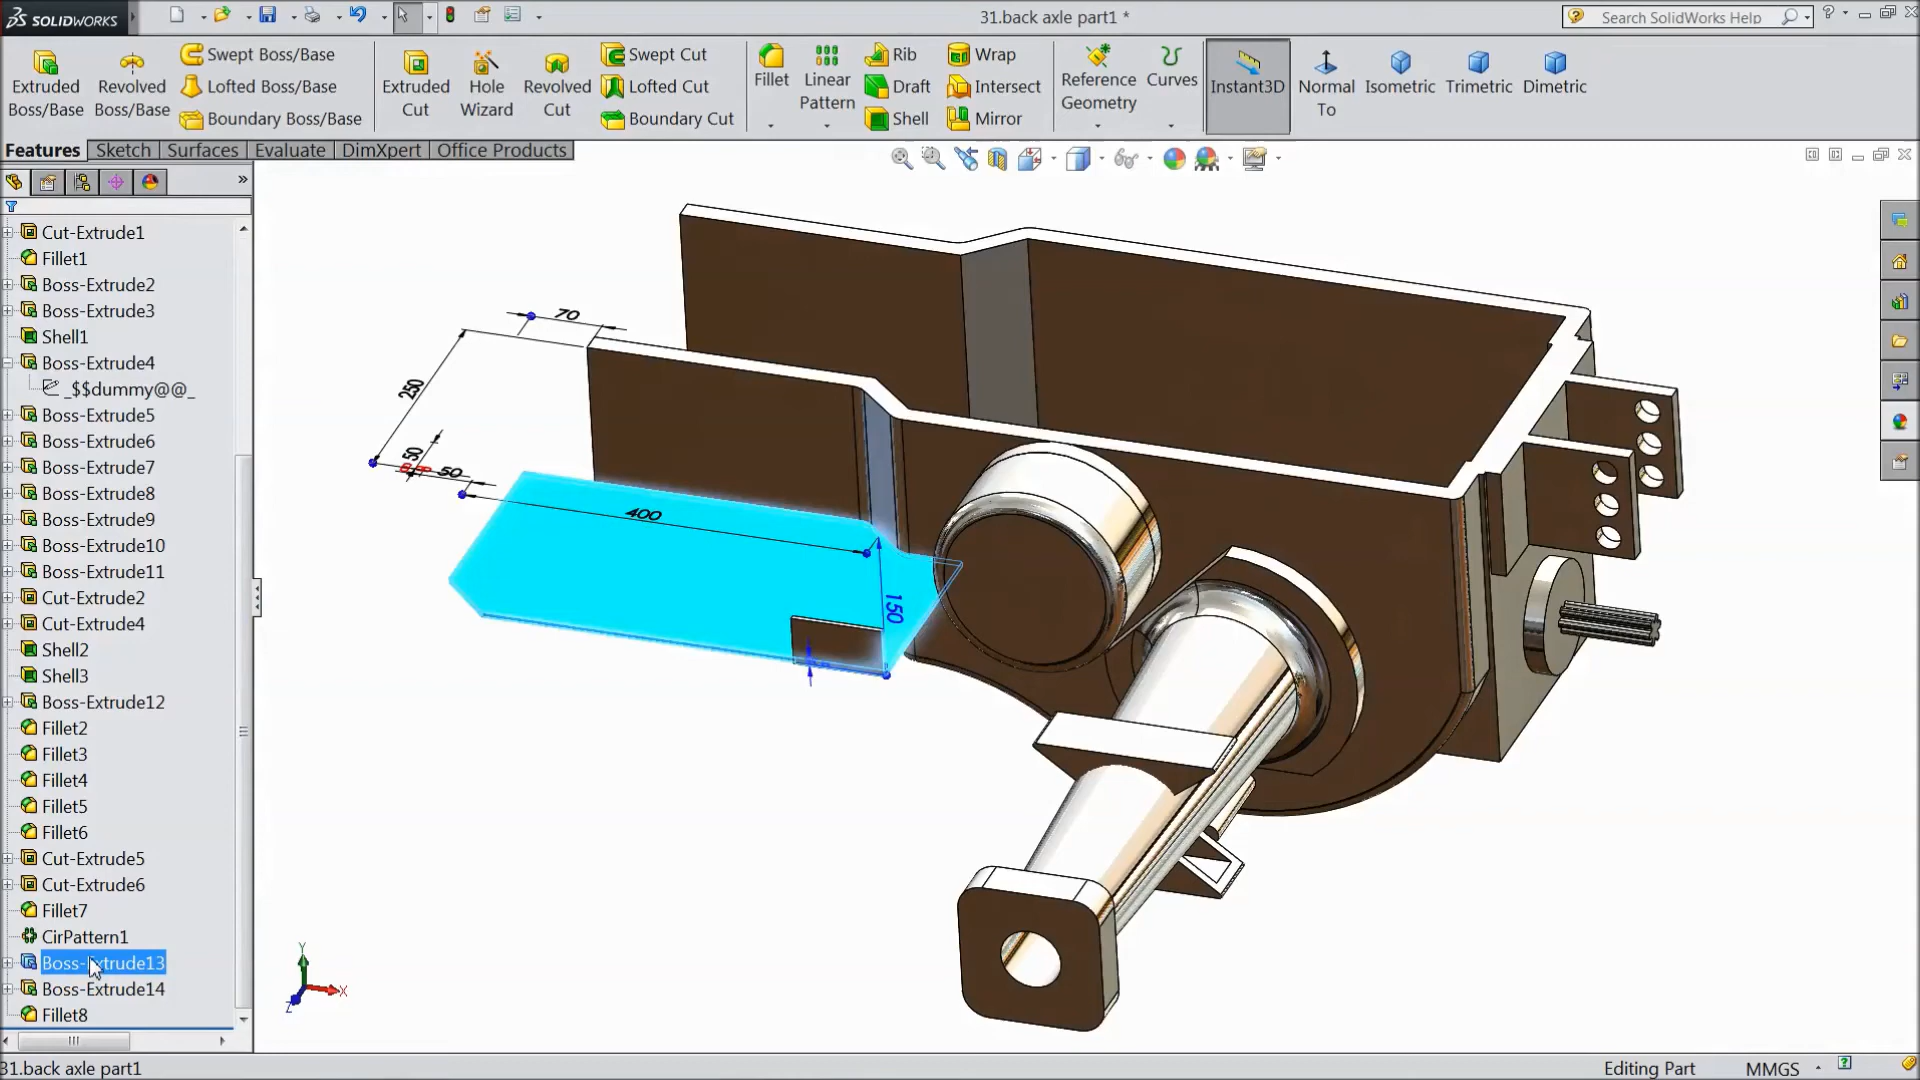 SOLIDWORKS
31.back axle part1 *
Search SolidWorks Help
Extruded Boss/Base
Revolved Boss/Base
Swept Boss/Base
Lofted Boss/Base
Boundary Boss/Base
Extruded Cut
Hole Wizard
Revolved Cut
Swept Cut
Lofted Cut
Boundary Cut
Fillet
Linear Pattern
Rib
Draft
Shell
Wrap
Intersect
Mirror
Reference Geometry
Curves
Instant3D
Normal To
Isometric
Trimetric
Dimetric
Features
Sketch
Surfaces
Evaluate
DimXpert
Office Products
Cut-Extrude1
Fillet1
Boss-Extrude2
Boss-Extrude3
Shell1
Boss-Extrude4
_$$dummy@@_
Boss-Extrude5
Boss-Extrude6
Boss-Extrude7
Boss-Extrude8
Boss-Extrude9
Boss-Extrude10
Boss-Extrude11
Cut-Extrude2
Cut-Extrude4
Shell2
Shell3
Boss-Extrude12
Fillet2
Fillet3
Fillet4
Fillet5
Fillet6
Cut-Extrude5
Cut-Extrude6
Fillet7
CirPattern1
Boss-Extrude13
Boss-Extrude14
Fillet8
70
250
50
50
400
150
Y
X
Z
31.back axle part1
Editing Part
MMGS